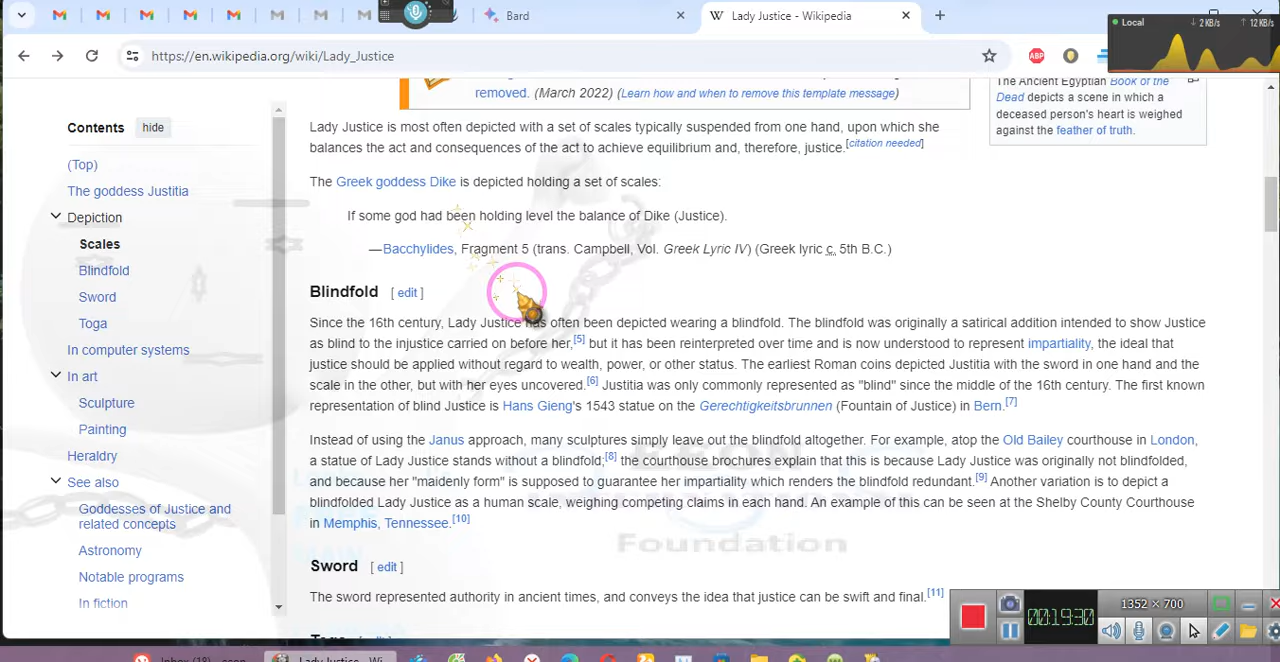 Bard
Lady Justice - Wikipedia
Local ↓ 2 KB/s ↑ 12 KB/s
https://en.wikipedia.org/wiki/Lady_Justice
ABP
removed. (March 2022) (Learn how and when to remove this template message)
The Ancient Egyptian Book of the
Dead depicts a scene in which a
deceased person's heart is weighed
against the feather of truth.
Contents hide
(Top)
The goddess Justitia
Depiction
Scales
Blindfold
Sword
Toga
In computer systems
In art
Sculpture
Painting
Heraldry
See also
Goddesses of Justice and
related concepts
Astronomy
Notable programs
In fiction
Lady Justice is most often depicted with a set of scales typically suspended from one hand, upon which she
balances the act and consequences of the act to achieve equilibrium and, therefore, justice.[citation needed]
The Greek goddess Dike is depicted holding a set of scales:
If some god had been holding level the balance of Dike (Justice).
—Bacchylides, Fragment 5 (trans. Campbell, Vol. Greek Lyric IV) (Greek lyric c. 5th B.C.)
Blindfold [ edit ]
Since the 16th century, Lady Justice has often been depicted wearing a blindfold. The blindfold was originally a satirical addition intended to show Justice
as blind to the injustice carried on before her,[5] but it has been reinterpreted over time and is now understood to represent impartiality, the ideal that
justice should be applied without regard to wealth, power, or other status. The earliest Roman coins depicted Justitia with the sword in one hand and the
scale in the other, but with her eyes uncovered.[6] Justitia was only commonly represented as "blind" since the middle of the 16th century. The first known
representation of blind Justice is Hans Gieng's 1543 statue on the Gerechtigkeitsbrunnen (Fountain of Justice) in Bern.[7]
Instead of using the Janus approach, many sculptures simply leave out the blindfold altogether. For example, atop the Old Bailey courthouse in London,
a statue of Lady Justice stands without a blindfold;[8] the courthouse brochures explain that this is because Lady Justice was originally not blindfolded,
and because her "maidenly form" is supposed to guarantee her impartiality which renders the blindfold redundant.[9] Another variation is to depict a
blindfolded Lady Justice as a human scale, weighing competing claims in each hand. An example of this can be seen at the Shelby County Courthouse
in Memphis, Tennessee.[10]
Foundation
Sword [ edit ]
The sword represented authority in ancient times, and conveys the idea that justice can be swift and final.[11]
00:19:30
1352 × 700
Lady Justice - Wi...